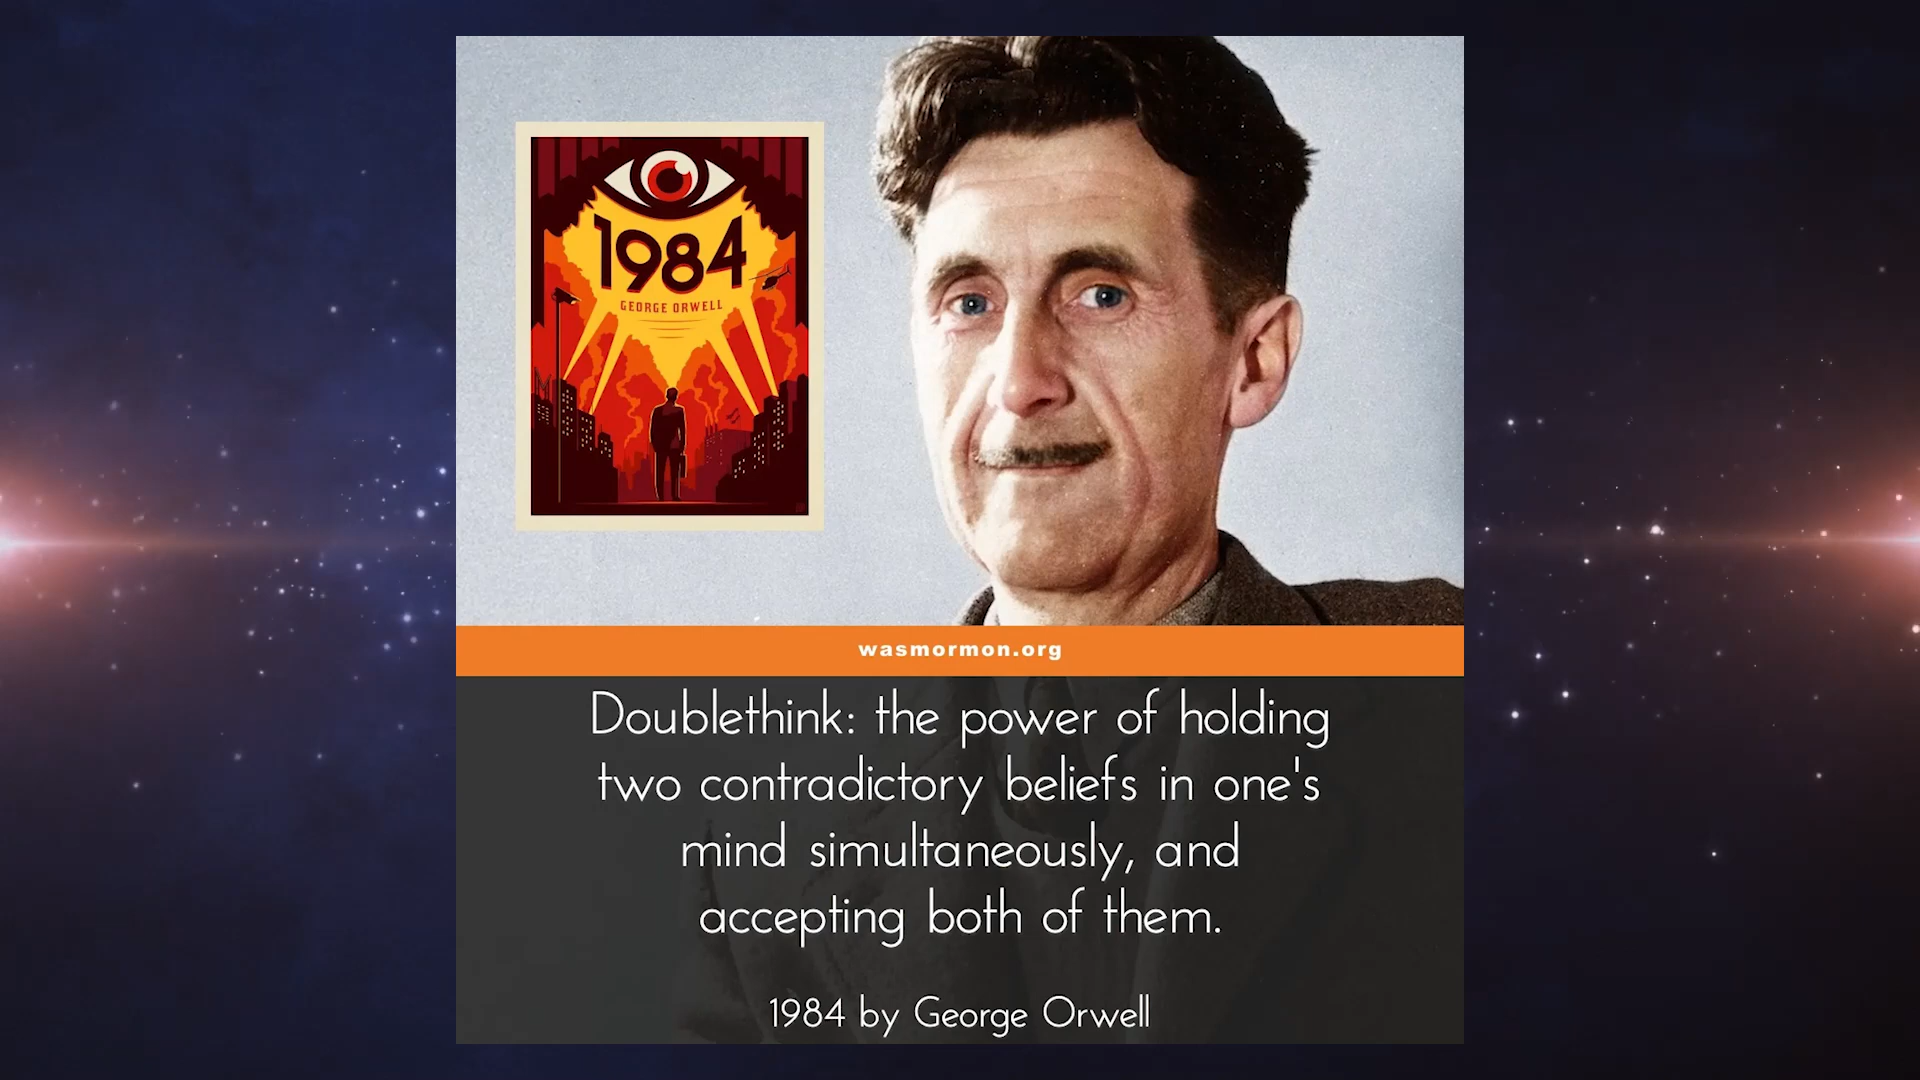 1984
GEORGE ORWELL
wasmormon.org
Doublethink: the power of holding
two contradictory beliefs in one's
mind simultaneously, and
accepting both of them.
1984 by George Orwell